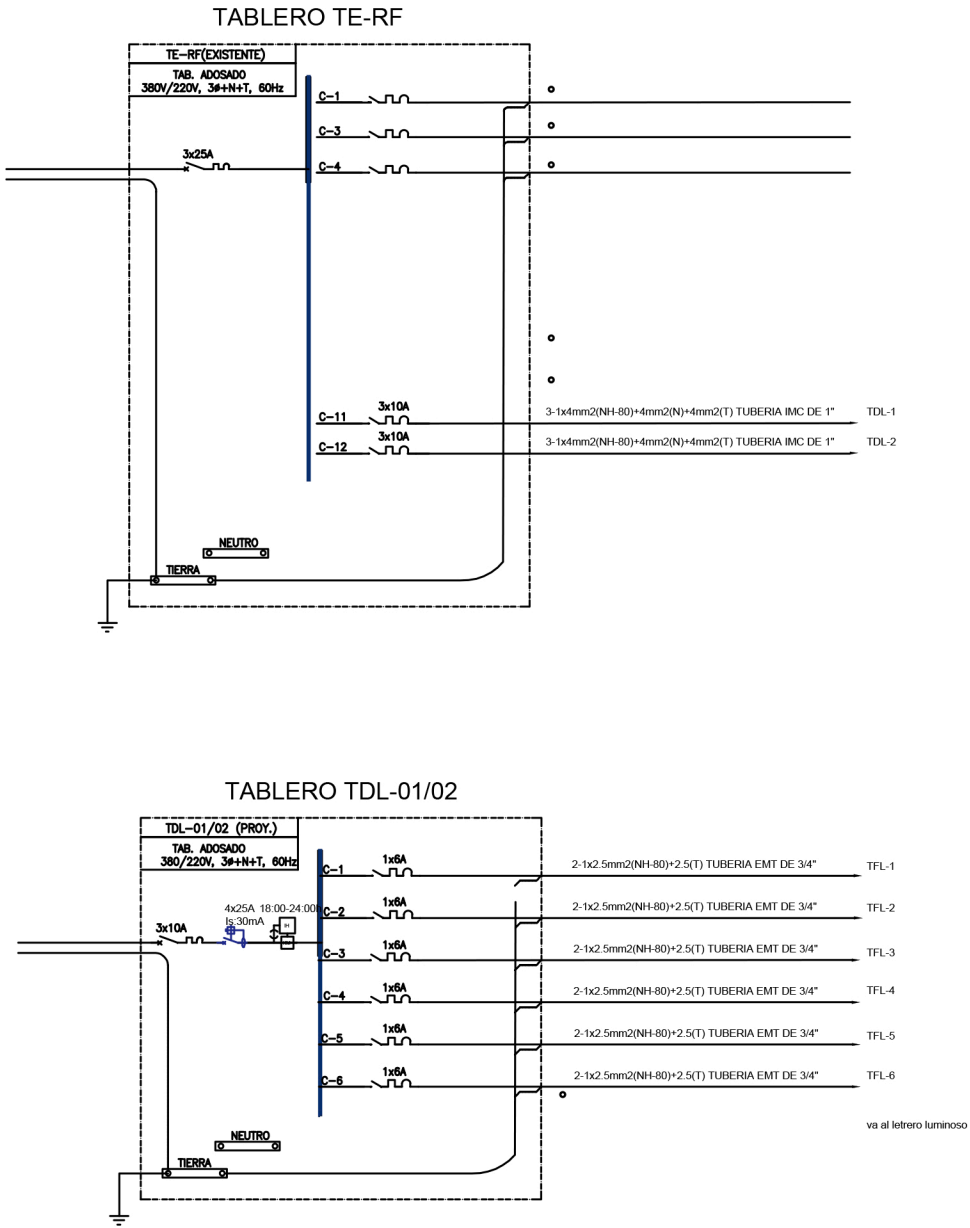 TABLERO TE-RF
TE-RF(EXISTENTE)
TAB. ADOSADO
380V/220V, 3ø+N+T, 60Hz
C-1
C-3
3x25A
C-4
3x10A
C-11
3-1x4mm2(NH-80)+4mm2(N)+4mm2(T) TUBERIA IMC DE 1"
TDL-1
3x10A
C-12
3-1x4mm2(NH-80)+4mm2(N)+4mm2(T) TUBERIA IMC DE 1"
TDL-2
NEUTRO
TIERRA
TABLERO TDL-01/02
TDL-01/02 (PROY.)
TAB. ADOSADO
380/220V, 3ø+N+T, 60Hz
C-1
1x6A
2-1x2.5mm2(NH-80)+2.5(T) TUBERIA EMT DE 3/4"
TFL-1
4x25A
18:00-24:00h
Is:30mA
IH
3x10A
C-2
1x6A
2-1x2.5mm2(NH-80)+2.5(T) TUBERIA EMT DE 3/4"
TFL-2
C-3
1x6A
2-1x2.5mm2(NH-80)+2.5(T) TUBERIA EMT DE 3/4"
TFL-3
C-4
1x6A
2-1x2.5mm2(NH-80)+2.5(T) TUBERIA EMT DE 3/4"
TFL-4
C-5
1x6A
2-1x2.5mm2(NH-80)+2.5(T) TUBERIA EMT DE 3/4"
TFL-5
C-6
1x6A
2-1x2.5mm2(NH-80)+2.5(T) TUBERIA EMT DE 3/4"
TFL-6
va al letrero luminoso
NEUTRO
TIERRA